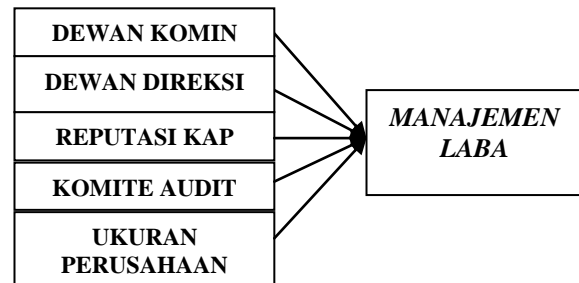 DEWAN KOMIN
DEWAN DIREKSI
REPUTASI KAP
KOMITE AUDIT
UKURAN
PERUSAHAAN
MANAJEMEN
LABA